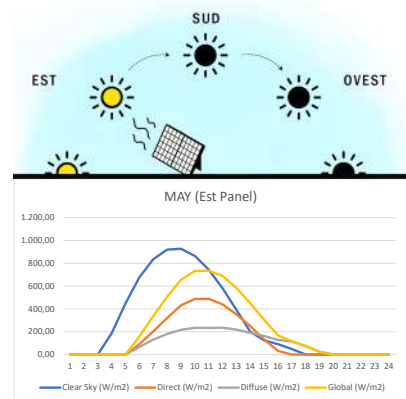 SUD
EST
OVEST
MAY (Est Panel)
1.200,00
1.000,00
800,00
600,00
400,00
200,00
0,00
1 2 3 4 5 6 7 8 9 10 11 12 13 14 15 16 17 18 19 20 21 22 23 24
Clear Sky (W/m2) Direct (W/m2) Diffuse (W/m2) Global (W/m2)